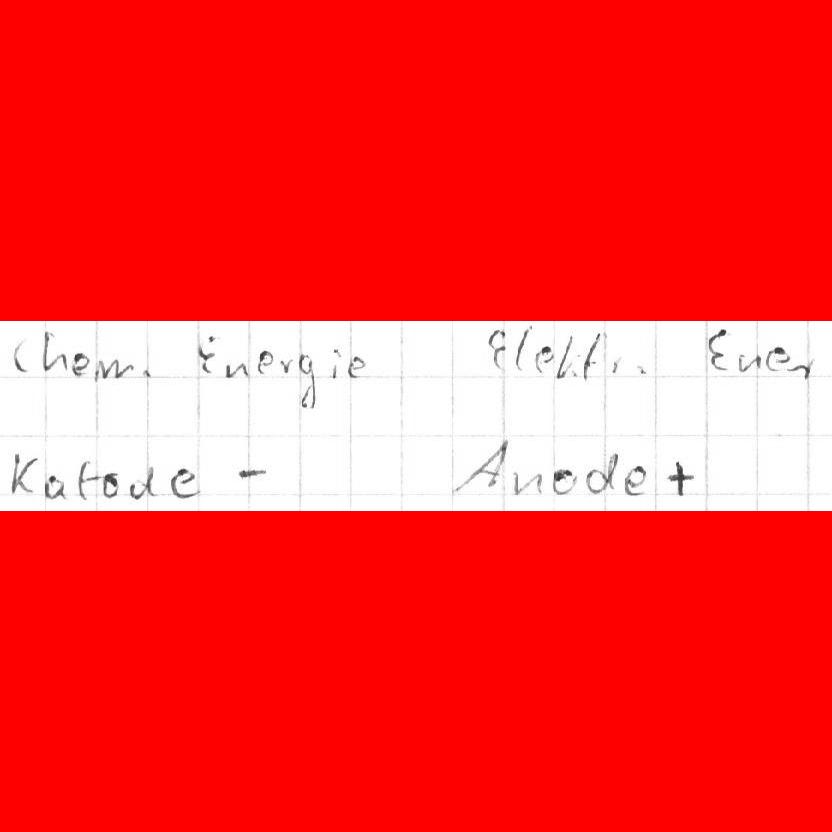 Chem. Energie Elektr. Ener
Katode - Anode +